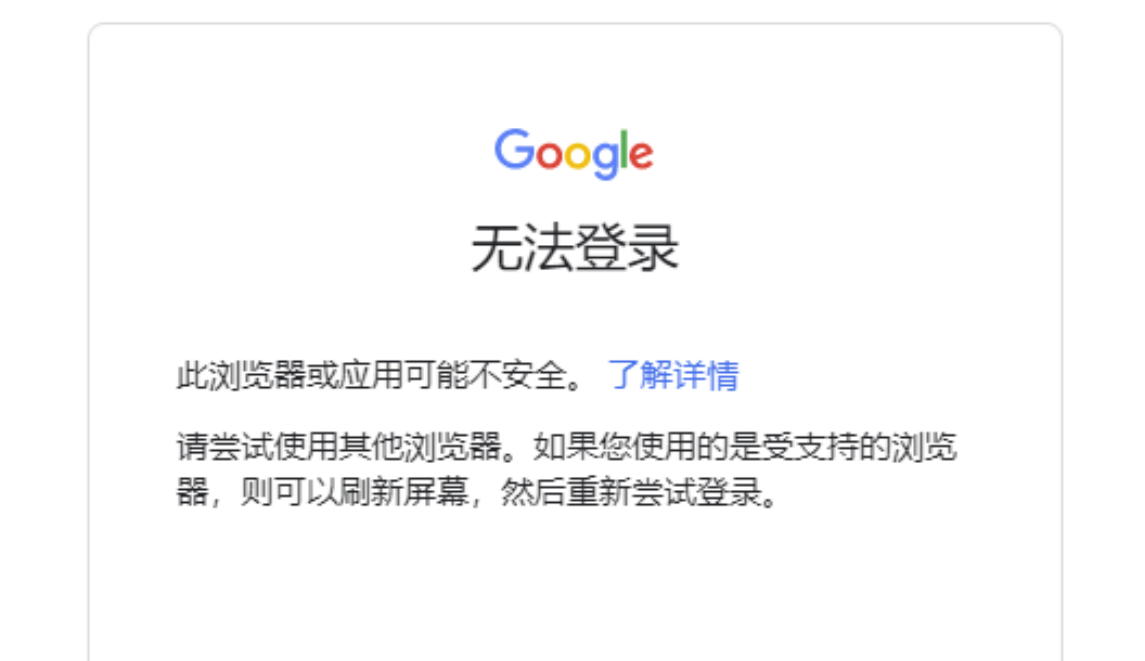 Google
无法登录
此浏览器或应用可能不安全。 了解详情
请尝试使用其他浏览器。如果您使用的是受支持的浏览
器，则可以刷新屏幕，然后重新尝试登录。